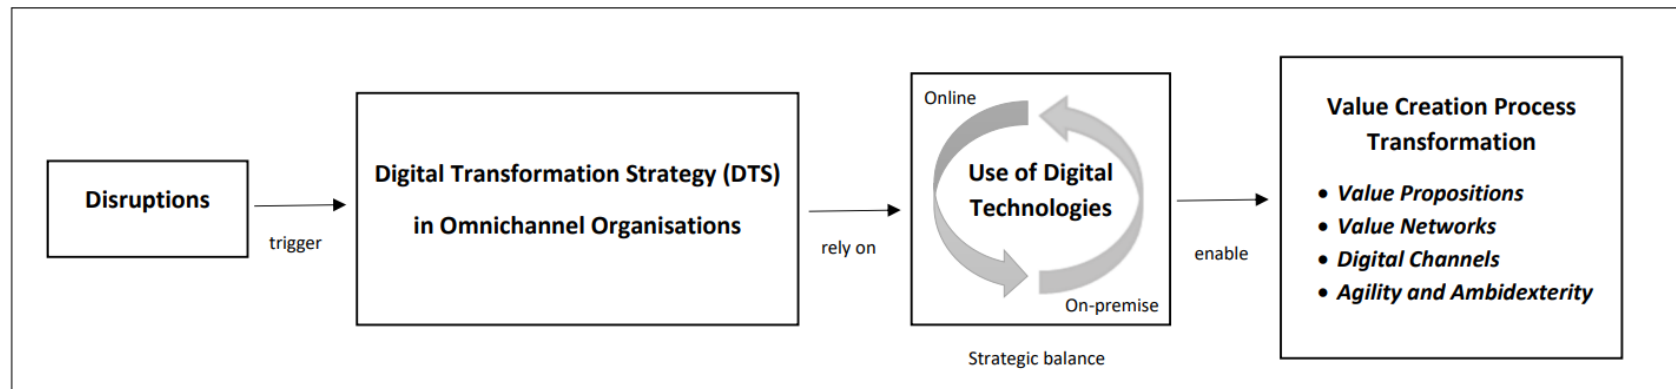 Disruptions
trigger
Digital Transformation Strategy (DTS)
in Omnichannel Organisations
rely on
Online
Use of Digital
Technologies
On-premise
Strategic balance
enable
Value Creation Process
Transformation
• Value Propositions
• Value Networks
• Digital Channels
• Agility and Ambidexterity